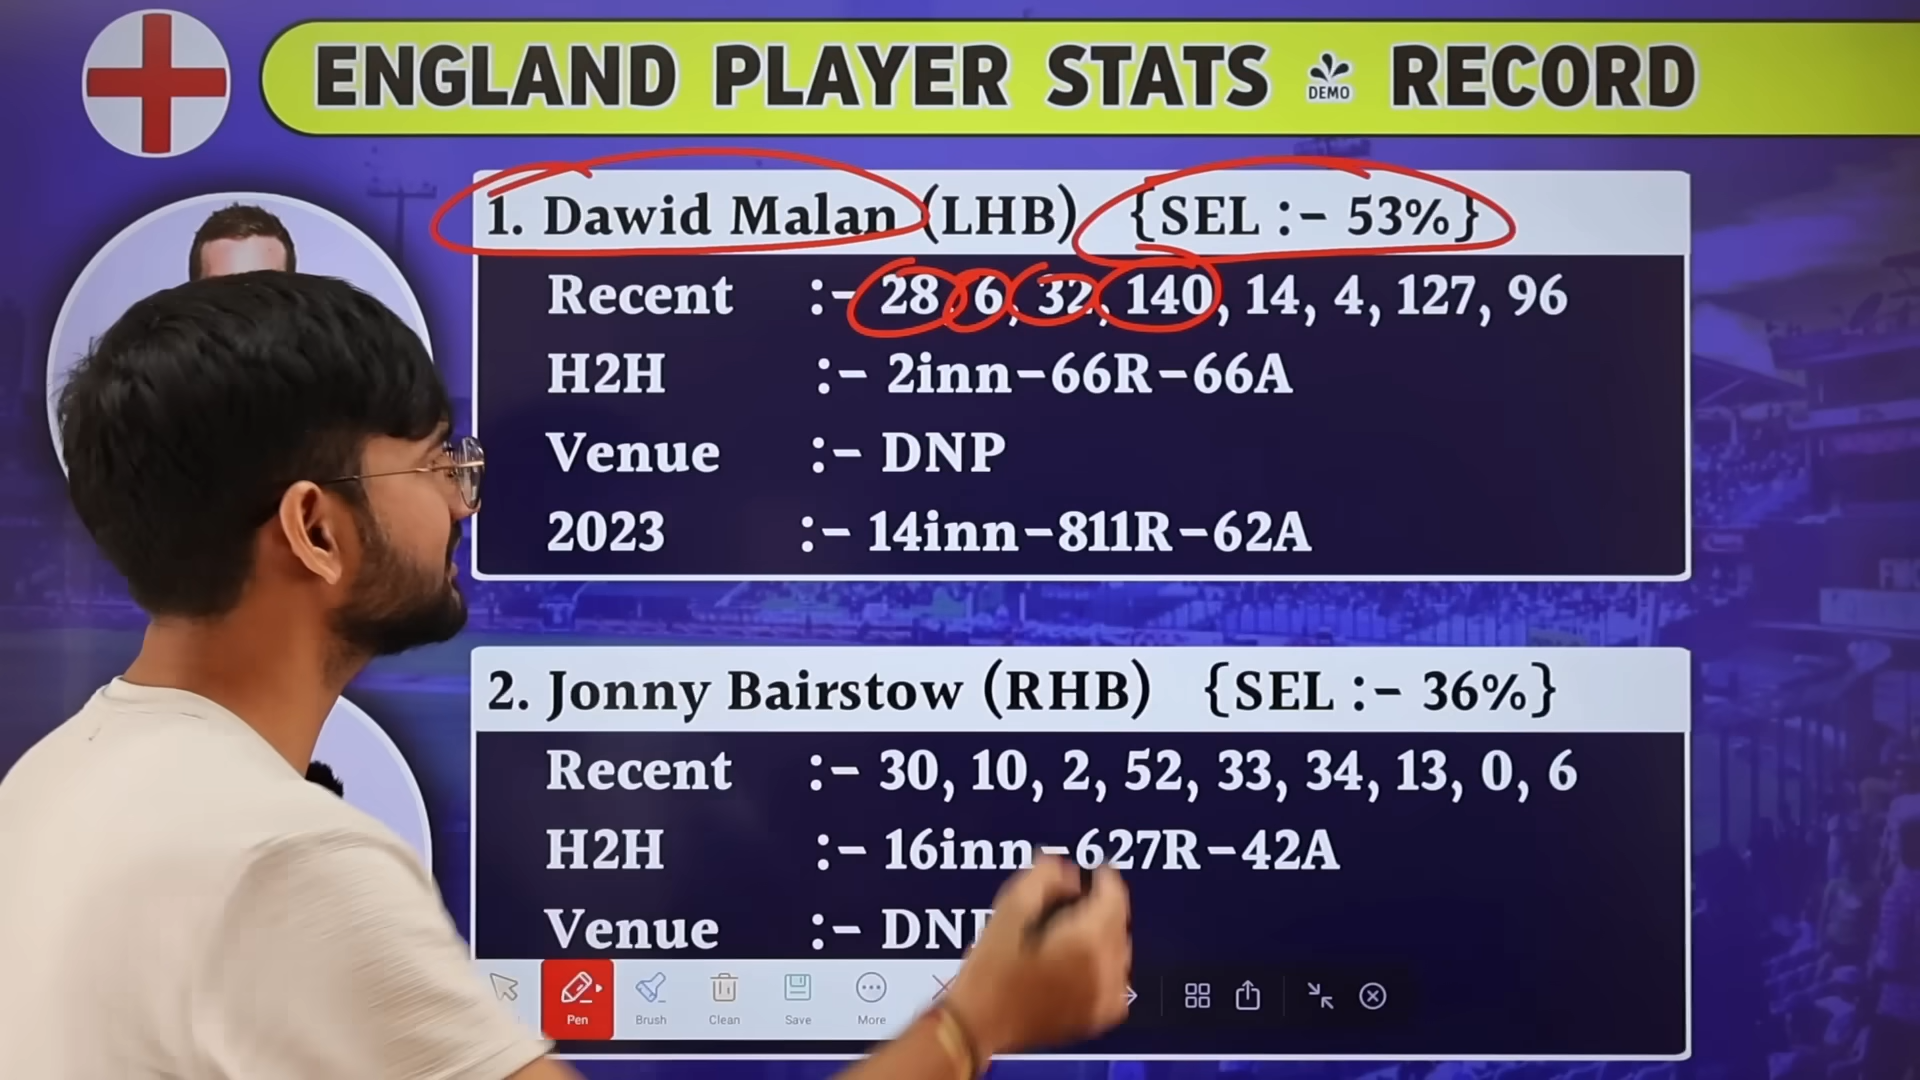 ENGLAND PLAYER STATS RECORD
DEMO
1. Dawid Malan (LHB) {SEL :- 53%}
Recent :- 28, 6, 32, 140, 14, 4, 127, 96
H2H :- 2inn-66R-66A
Venue :- DNP
2023 :- 14inn-811R-62A
2. Jonny Bairstow (RHB) {SEL :- 36%}
Recent :- 30, 10, 2, 52, 33, 34, 13, 0, 6
H2H :- 16inn-627R-42A
Venue :-
Pen Brush Clean Save More